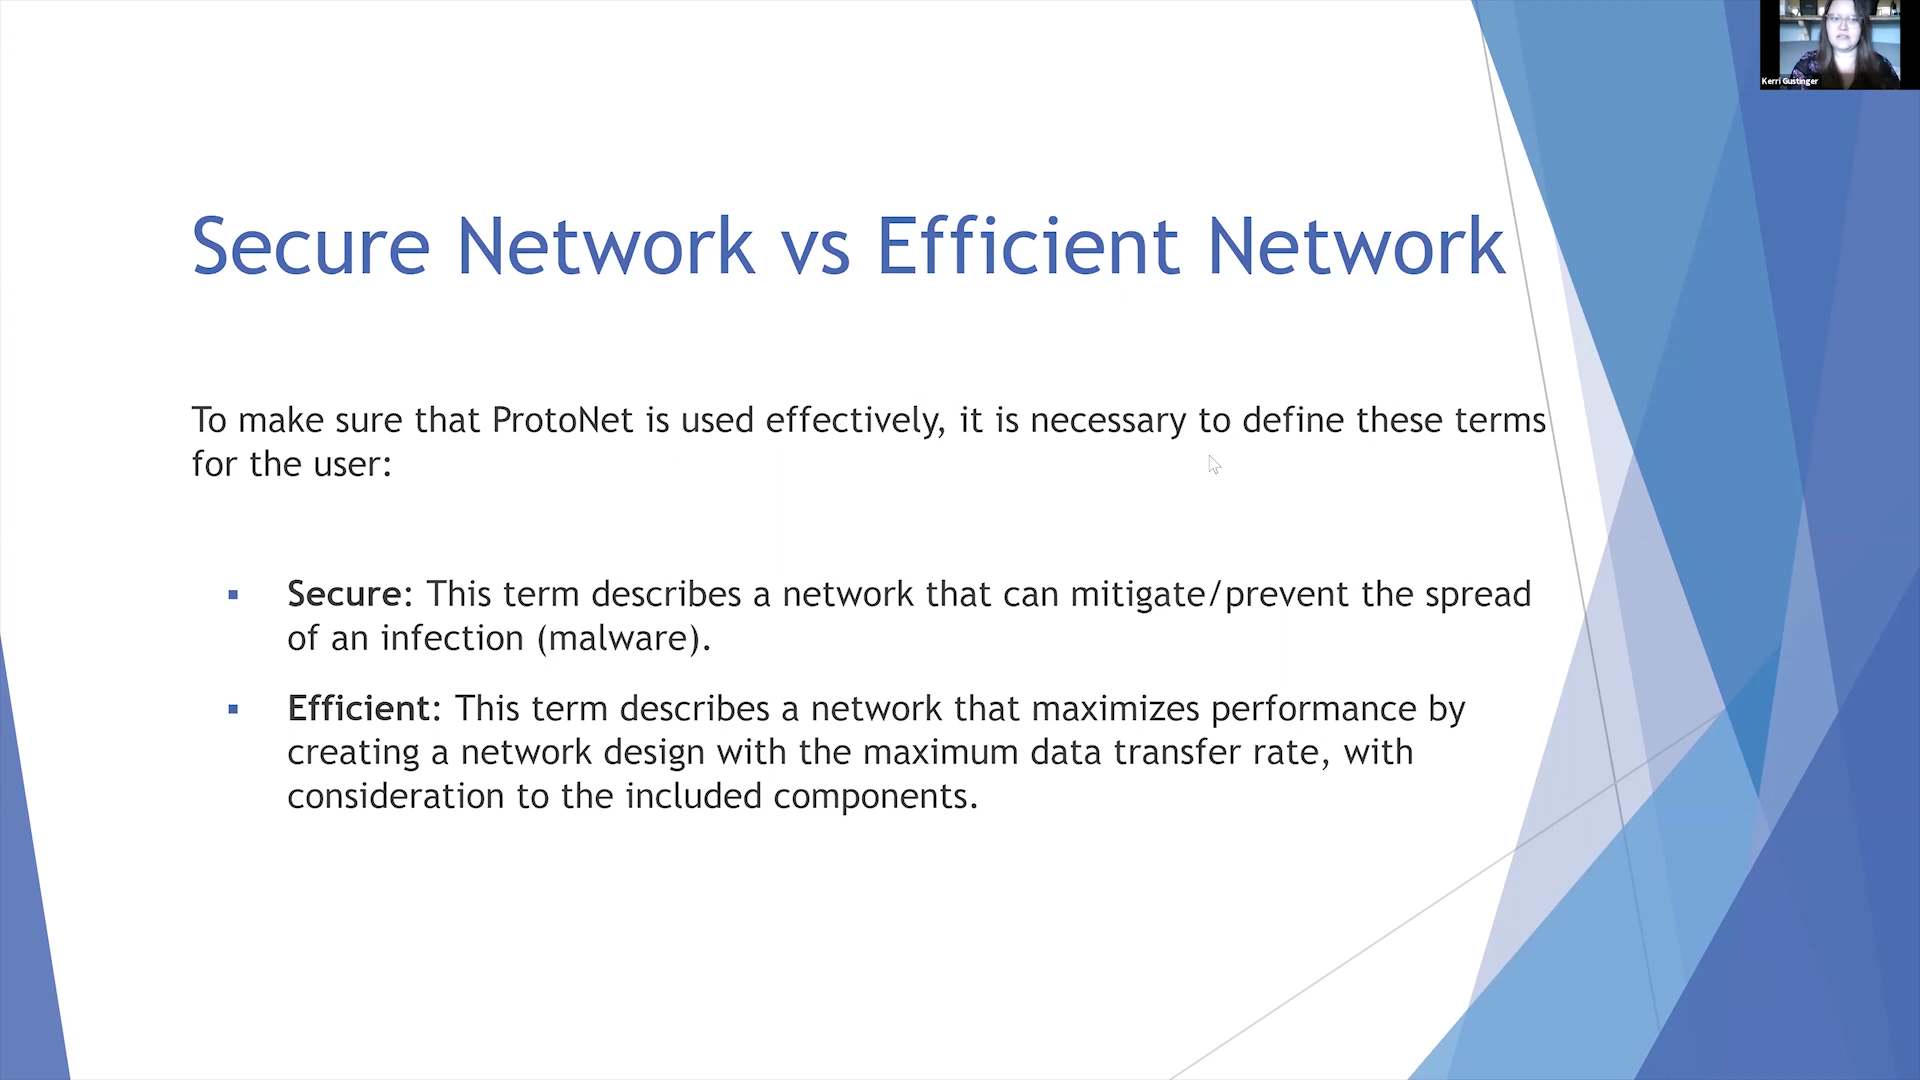 Kerri Gustinger
Secure Network vs Efficient Network
To make sure that ProtoNet is used effectively, it is necessary to define these terms
for the user:
▪ Secure: This term describes a network that can mitigate/prevent the spread
of an infection (malware).
▪ Efficient: This term describes a network that maximizes performance by
creating a network design with the maximum data transfer rate, with
consideration to the included components.